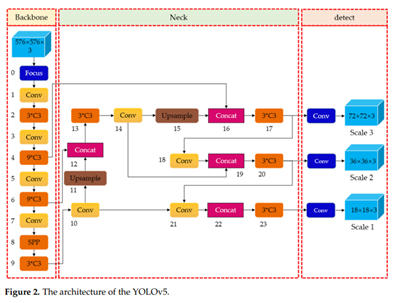 Backbone
Neck
detect
576×576×
3
0
Focus
1
Conv
2
3*C3
3
Conv
4
9*C3
5
Conv
6
9*C3
7
Conv
8
SPP
9
3*C3
3*C3
13
Conv
14
Upsample
15
Concat
16
3*C3
17
Concat
12
Upsample
11
Conv
10
18
Conv
Concat
19
3*C3
20
Conv
21
Concat
22
3*C3
23
Conv
72×72×3
Scale 3
Conv
36×36×3
Scale 2
Conv
18×18×3
Scale 1
Figure 2. The architecture of the YOLOv5.